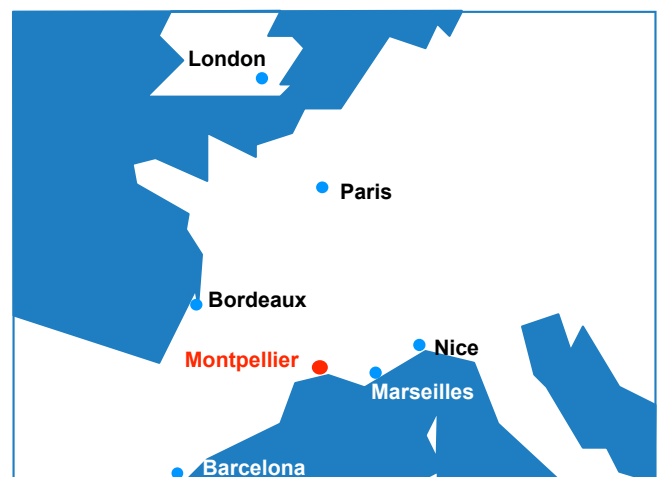 London
Paris
Bordeaux
Nice
Montpellier
Marseilles
Barcelona